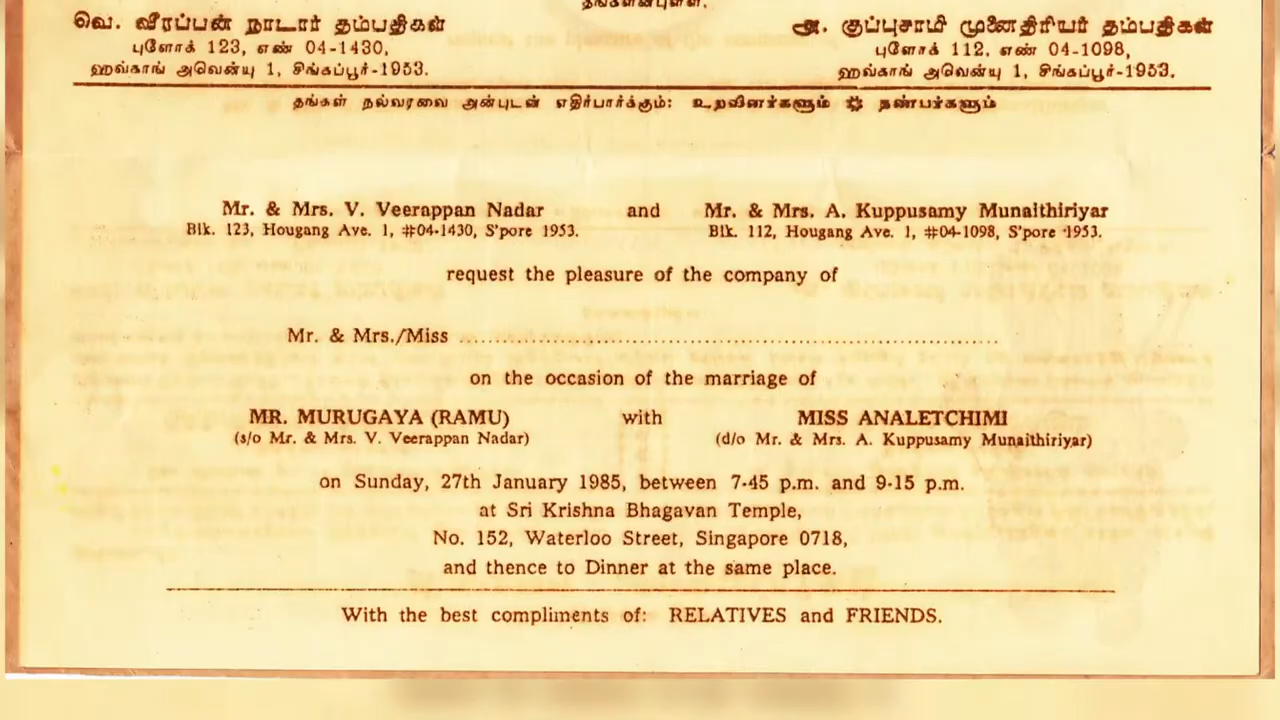 தங்களன்புள்ள,
வெ. வீரப்பன் நாடார் தம்பதிகள்
புளோக் 123, எண் 04-1430,
ஹவ்காங் அவென்யு 1, சிங்கப்பூர்-1953.
அ. குப்புசாமி முனைதிரியர் தம்பதிகள்
புளோக் 112, எண் 04-1098,
ஹவ்காங் அவென்யு 1, சிங்கப்பூர்-1953.
தங்கள் நல்வரவை அன்புடன் எதிர்பார்க்கும்: உறவினர்களும் ✡ நண்பர்களும்
Mr. & Mrs. V. Veerappan Nadar and Mr. & Mrs. A. Kuppusamy Munaithiriyar
Blk. 123, Hougang Ave. 1, #04-1430, S'pore 1953. Blk. 112, Hougang Ave. 1, #04-1098, S'pore 1953.
request the pleasure of the company of
Mr. & Mrs./Miss ..........................................................................................
on the occasion of the marriage of
MR. MURUGAYA (RAMU) with MISS ANALETCHIMI
(s/o Mr. & Mrs. V. Veerappan Nadar) (d/o Mr. & Mrs. A. Kuppusamy Munaithiriyar)
on Sunday, 27th January 1985, between 7-45 p.m. and 9-15 p.m.
at Sri Krishna Bhagavan Temple,
No. 152, Waterloo Street, Singapore 0718,
and thence to Dinner at the same place.
With the best compliments of: RELATIVES and FRIENDS.